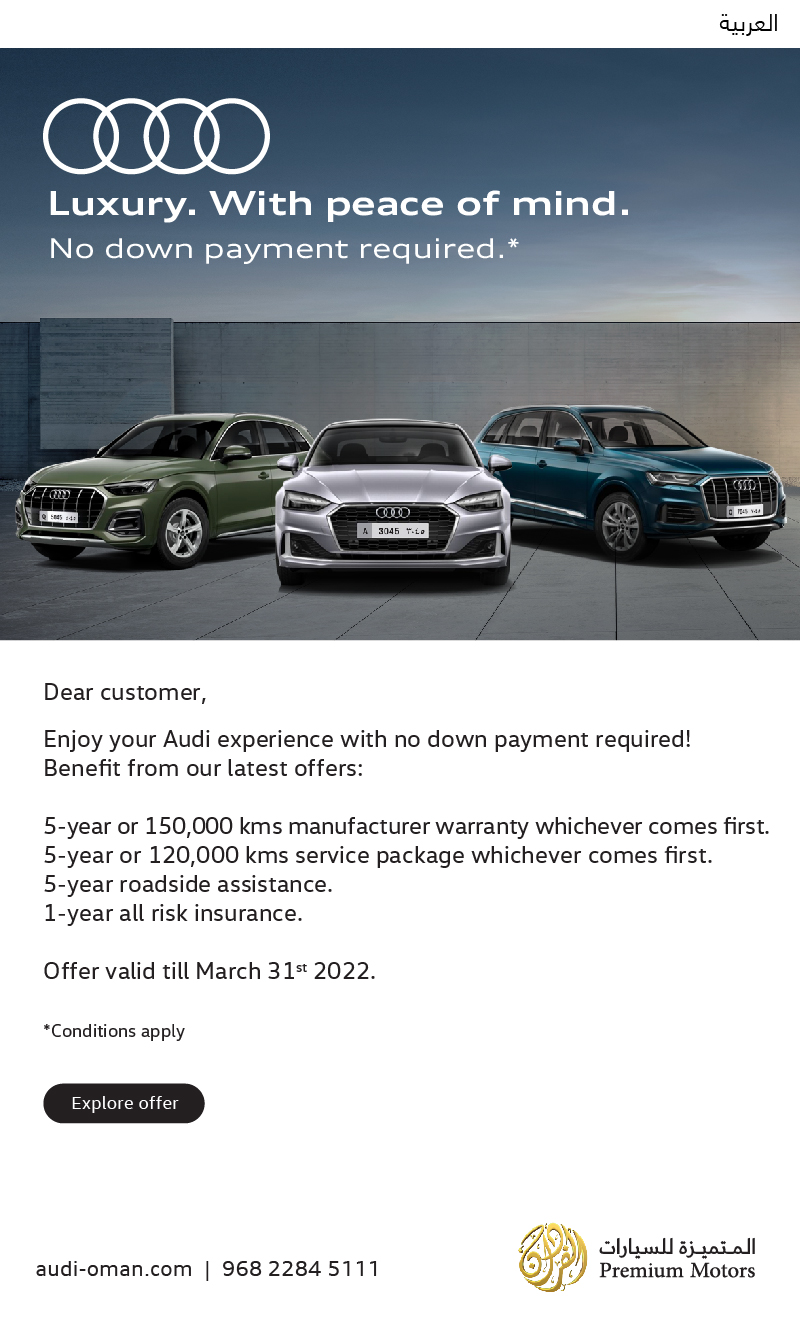 العربية
Luxury. With peace of mind.
No down payment required.*
A 3045 ٣٠٤٥
Dear customer,
Enjoy your Audi experience with no down payment required!
Benefit from our latest offers:
5-year or 150,000 kms manufacturer warranty whichever comes first.
5-year or 120,000 kms service package whichever comes first.
5-year roadside assistance.
1-year all risk insurance.
Offer valid till March 31st 2022.
*Conditions apply
Explore offer
audi-oman.com | 968 2284 5111
المتميزة للسيارات
Premium Motors